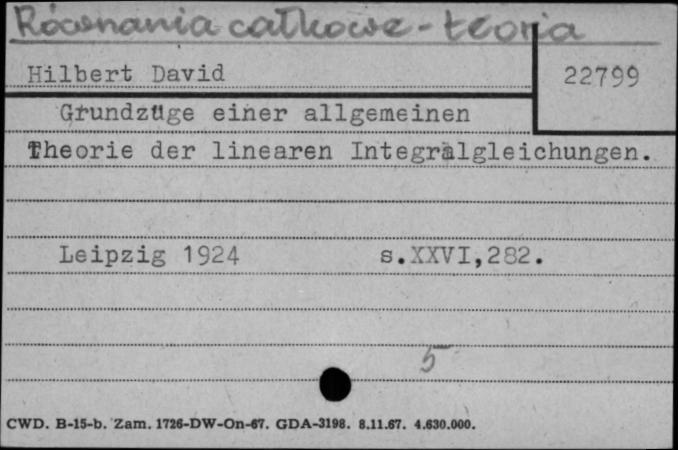 Równania całkowe - teoria
Hilbert David
22799
Grundzüge einer allgemeinen
Theorie der linearen Integralgleichungen.
Leipzig 1924 s.XXVI,282.
5
CWD. B-15-b. Zam. 1726-DW-On-67. GDA-3198. 8.11.67. 4.630.000.